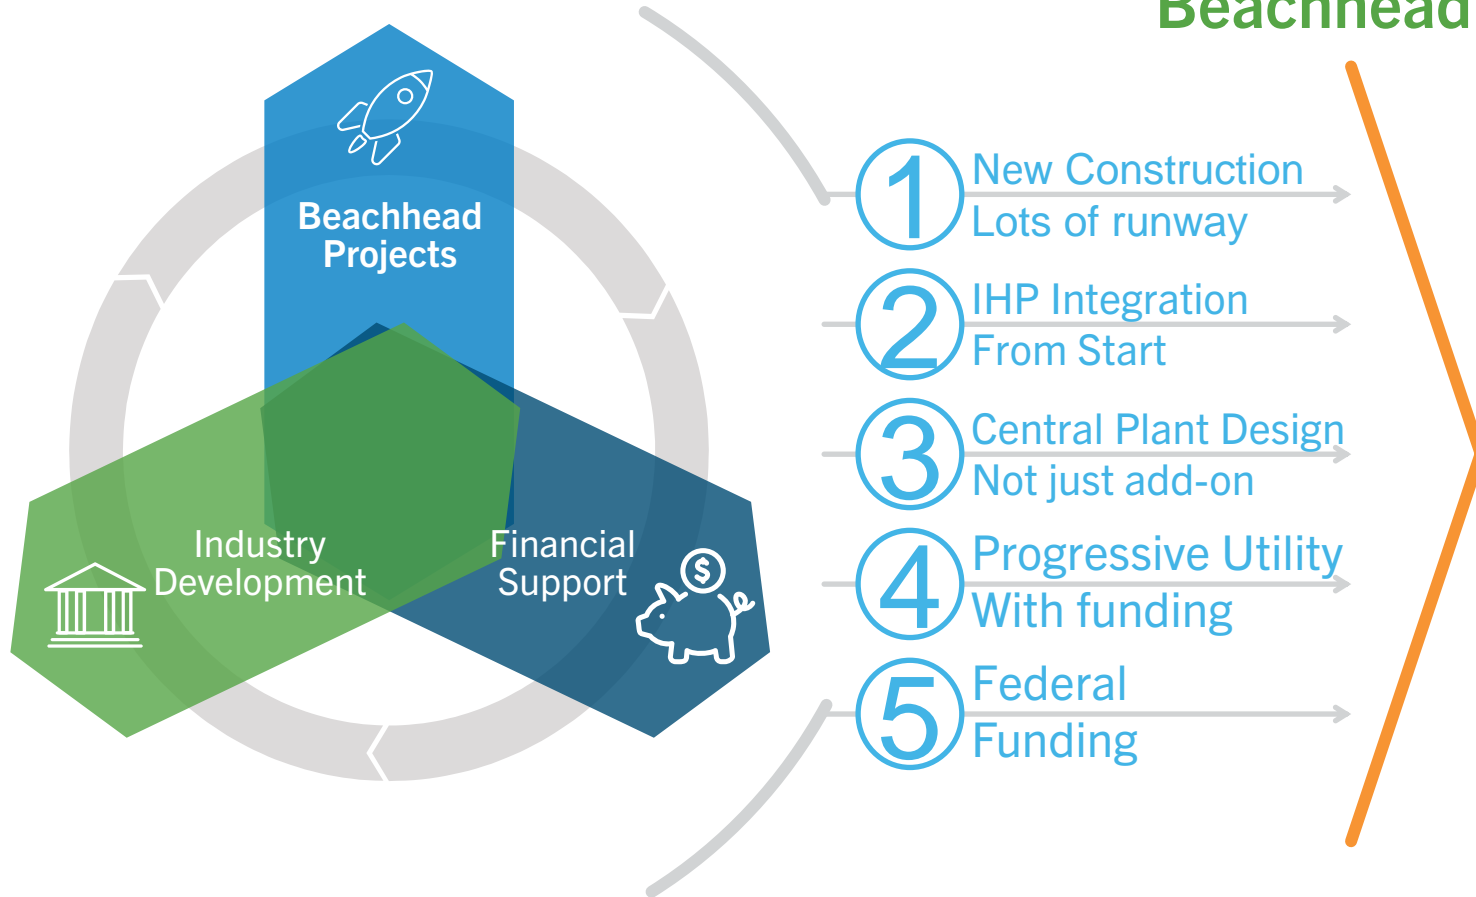 Beachhead
Beachhead
Projects
Industry
Development
Financial
Support
$
1
New Construction
Lots of runway
2
IHP Integration
From Start
3
Central Plant Design
Not just add-on
4
Progressive Utility
With funding
5
Federal
Funding